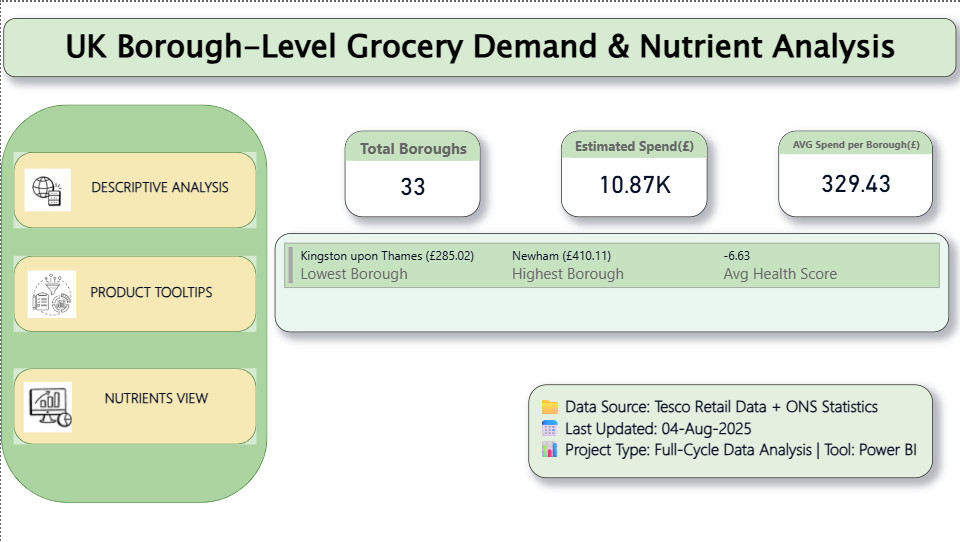 UK Borough-Level Grocery Demand & Nutrient Analysis
DESCRIPTIVE ANALYSIS
PRODUCT TOOLTIPS
NUTRIENTS VIEW
Total Boroughs
33
Estimated Spend(£)
10.87K
AVG Spend per Borough(£)
329.43
Kingston upon Thames (£285.02)
Lowest Borough
Newham (£410.11)
Highest Borough
-6.63
Avg Health Score
Data Source: Tesco Retail Data + ONS Statistics
Last Updated: 04-Aug-2025
Project Type: Full-Cycle Data Analysis | Tool: Power BI